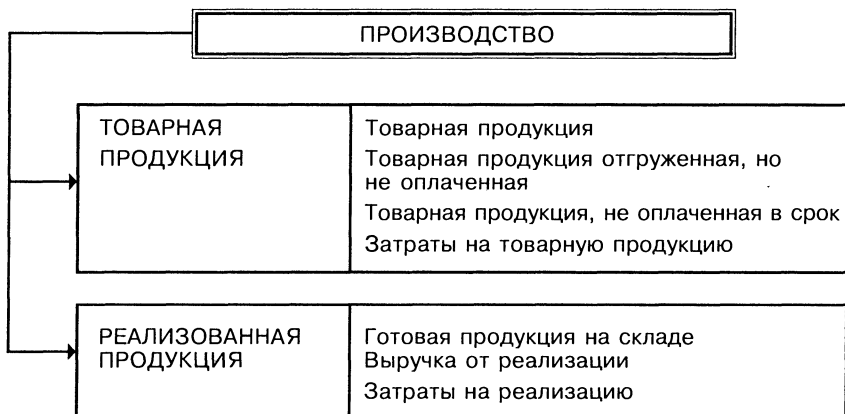 ПРОИЗВОДСТВО
ТОВАРНАЯ
ПРОДУКЦИЯ
Товарная продукция
Товарная продукция отгруженная, но
не оплаченная
Товарная продукция, не оплаченная в срок
Затраты на товарную продукцию
РЕАЛИЗОВАННАЯ
ПРОДУКЦИЯ
Готовая продукция на складе
Выручка от реализации
Затраты на реализацию